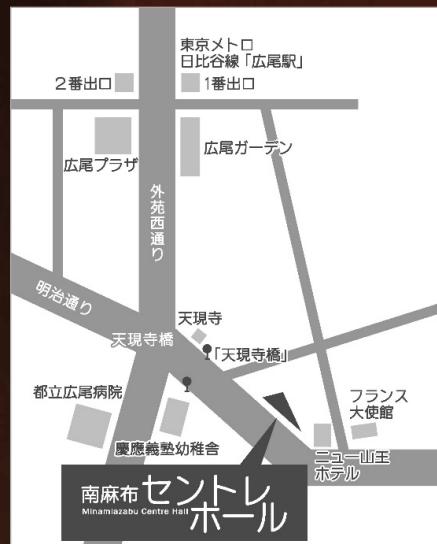 東京メトロ
日比谷線「広尾駅」
2番出口
1番出口
広尾プラザ
広尾ガーデン
外苑西通り
明治通り
天現寺
天現寺橋
「天現寺橋」
都立広尾病院
慶應義塾幼稚舎
フランス
大使館
ニュー山王
ホテル
南麻布 セントレ
Minamiazabu Centre Hall
ホール